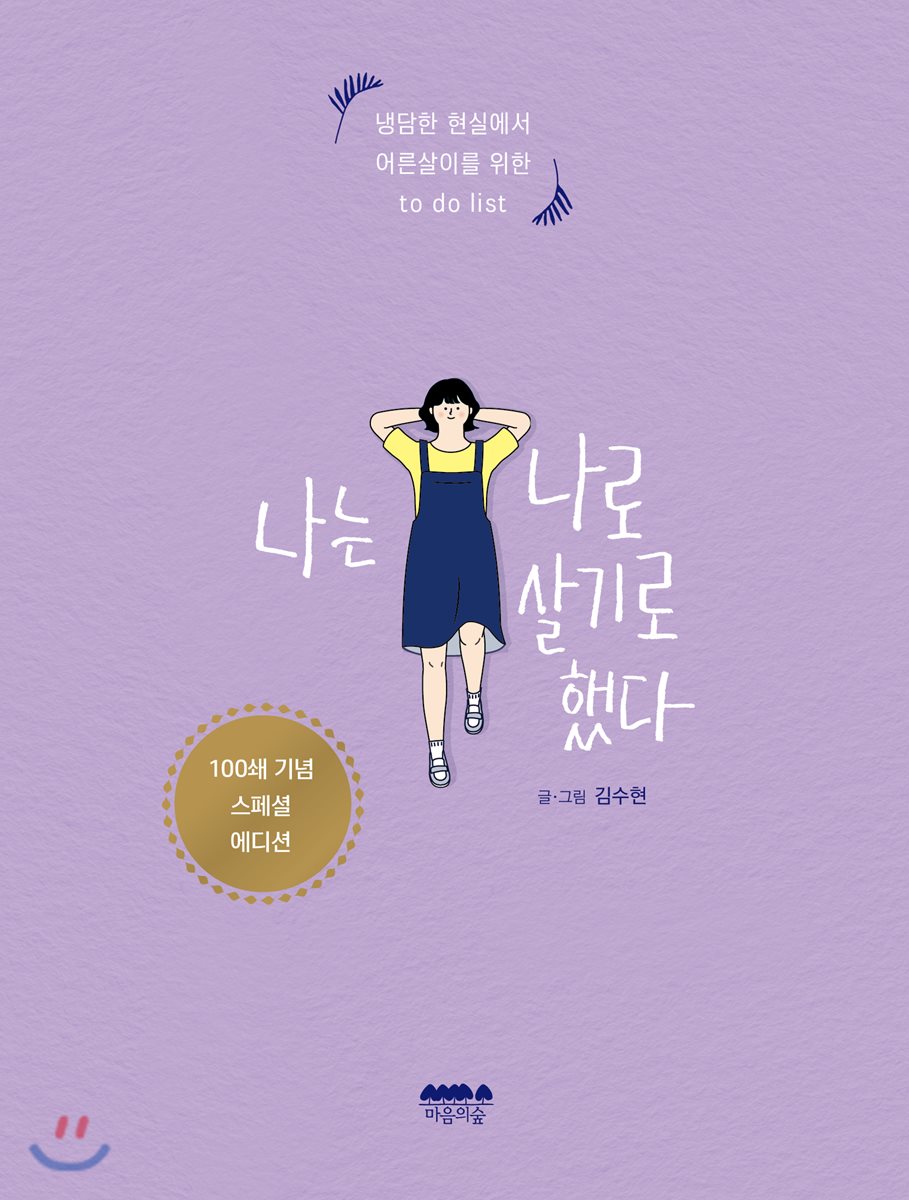 냉담한 현실에서
어른살이를 위한
to do list
나는
나로
살기로
했다
글·그림 김수현
100쇄 기념
스페셜
에디션
마음의숲